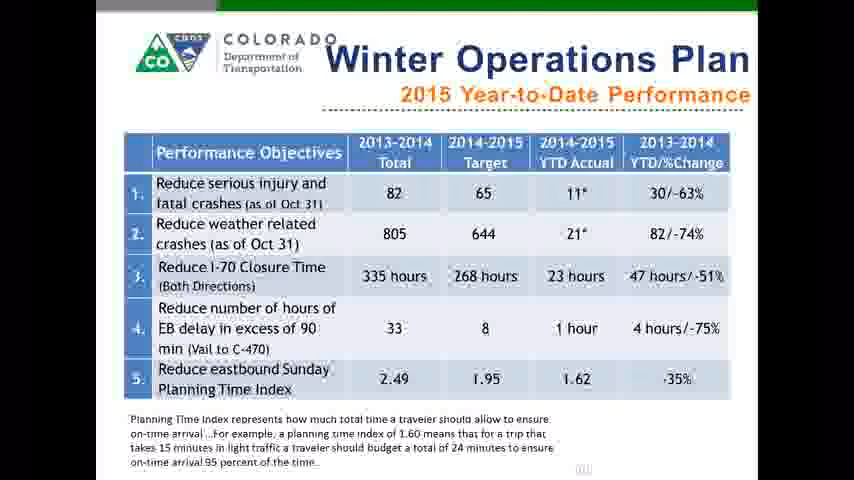 CO
CDOT
COLORADO
Department of
Transportation
Winter Operations Plan
2015 Year-to-Date Performance
Performance Objectives
2013-2014 Total
2014-2015 Target
2014-2015 YTD Actual
2013-2014 YTD/%Change
1. Reduce serious injury and
fatal crashes (as of Oct 31)
82 65 11* 30/-63%
2. Reduce weather related
crashes (as of Oct 31)
805 644 21* 82/-74%
3. Reduce I-70 Closure Time
(Both Directions)
335 hours 268 hours 23 hours 47 hours/-51%
4. Reduce number of hours of
EB delay in excess of 90
min (Vail to C-470)
33 8 1 hour 4 hours/-75%
5. Reduce eastbound Sunday
Planning Time Index
2.49 1.95 1.62 -35%
Planning Time Index represents how much total time a traveler should allow to ensure
on-time arrival...For example, a planning time index of 1.60 means that for a trip that
takes 15 minutes in light traffic a traveler should budget a total of 24 minutes to ensure
on-time arrival 95 percent of the time.